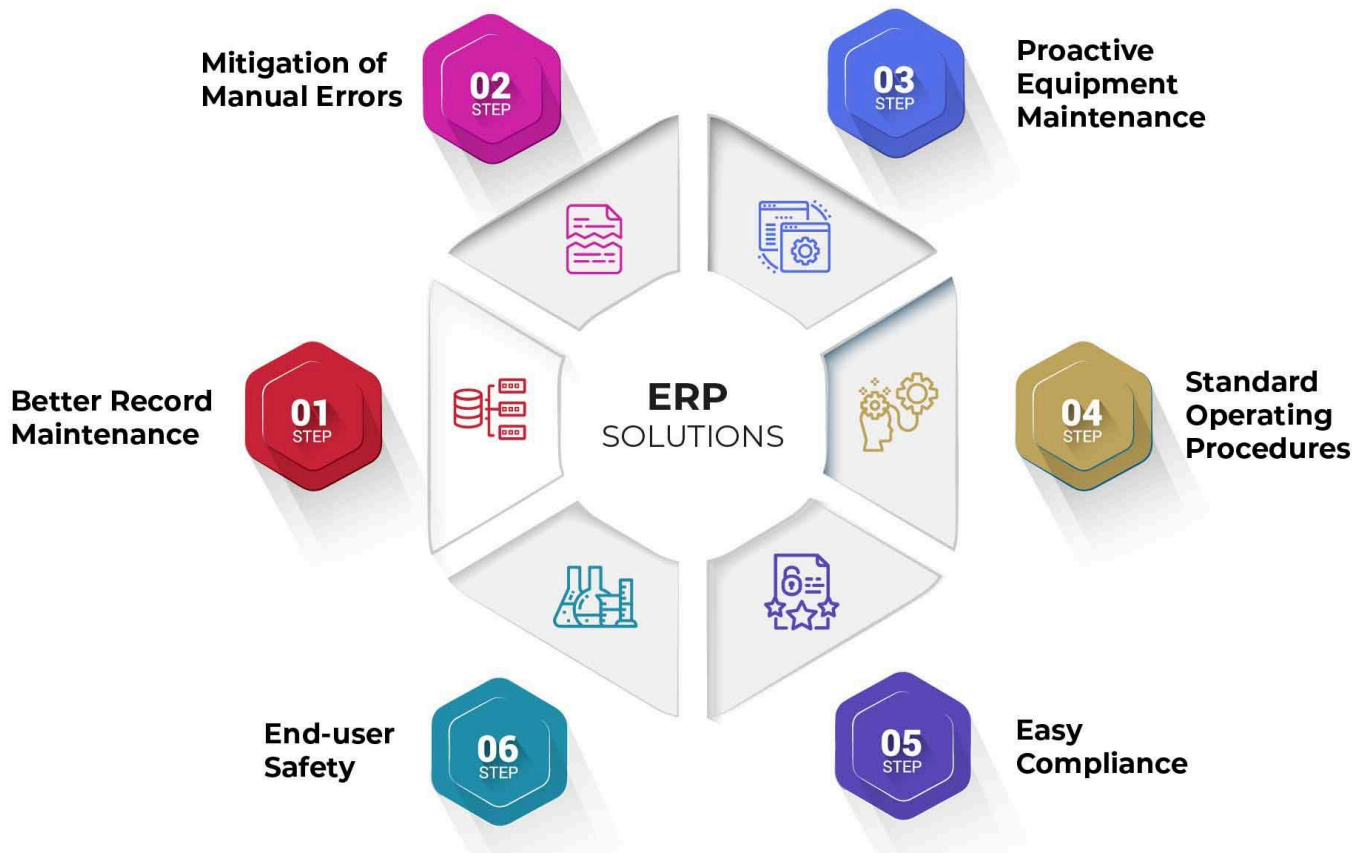 Better Record
Maintenance
01
STEP
Mitigation of
Manual Errors
02
STEP
03
STEP
Proactive
Equipment
Maintenance
04
STEP
Standard
Operating
Procedures
05
STEP
Easy
Compliance
End-user
Safety
06
STEP
ERP
SOLUTIONS